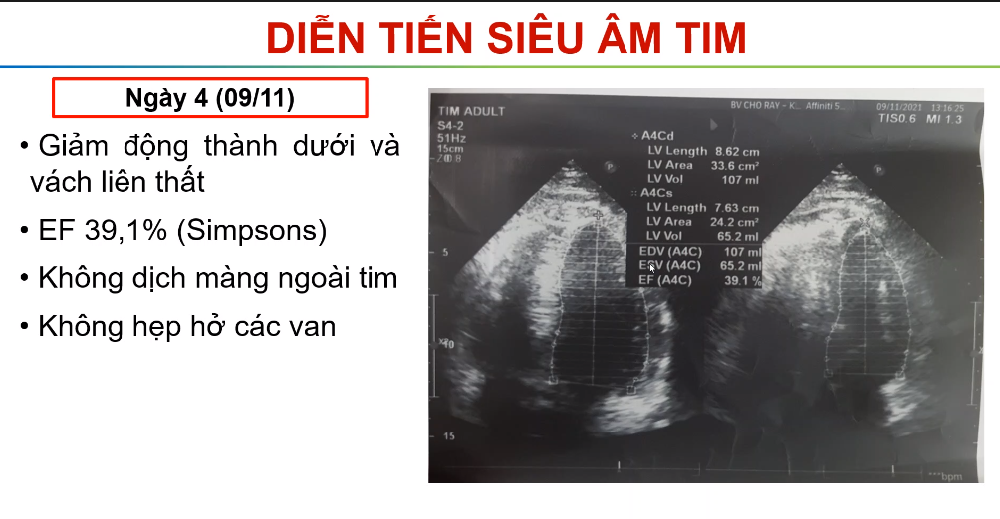 DIỄN TIẾN SIÊU ÂM TIM
Ngày 4 (09/11)
• Giảm động thành dưới và
vách liên thất
• EF 39,1% (Simpsons)
• Không dịch màng ngoài tim
• Không hẹp hở các van
TIM ADULT
S4-2
51Hz
15cm
BV CHO RAY - K... Affiniti 5...
09/11/2021 13:16:25
TIS0.6 MI 1.3
A4Cd
LV Length 8.62 cm
LV Area 33.6 cm²
LV Vol 107 ml
A4Cs
LV Length 7.63 cm
LV Area 24.2 cm²
LV Vol 65.2 ml
EDV (A4C) 107 ml
ESV (A4C) 65.2 ml
EF (A4C) 39.1 %
P
P
5
10
15
bpm